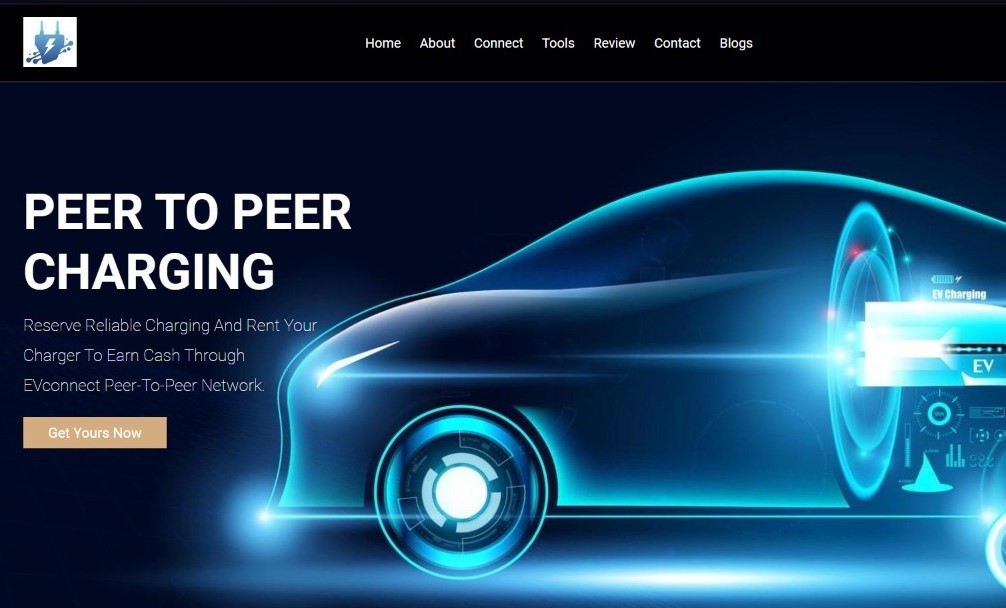 Home About Connect Tools Review Contact Blogs
PEER TO PEER
CHARGING
Reserve Reliable Charging And Rent Your
Charger To Earn Cash Through
EVconnect Peer-To-Peer Network.
Get Yours Now
EV Charging
EV